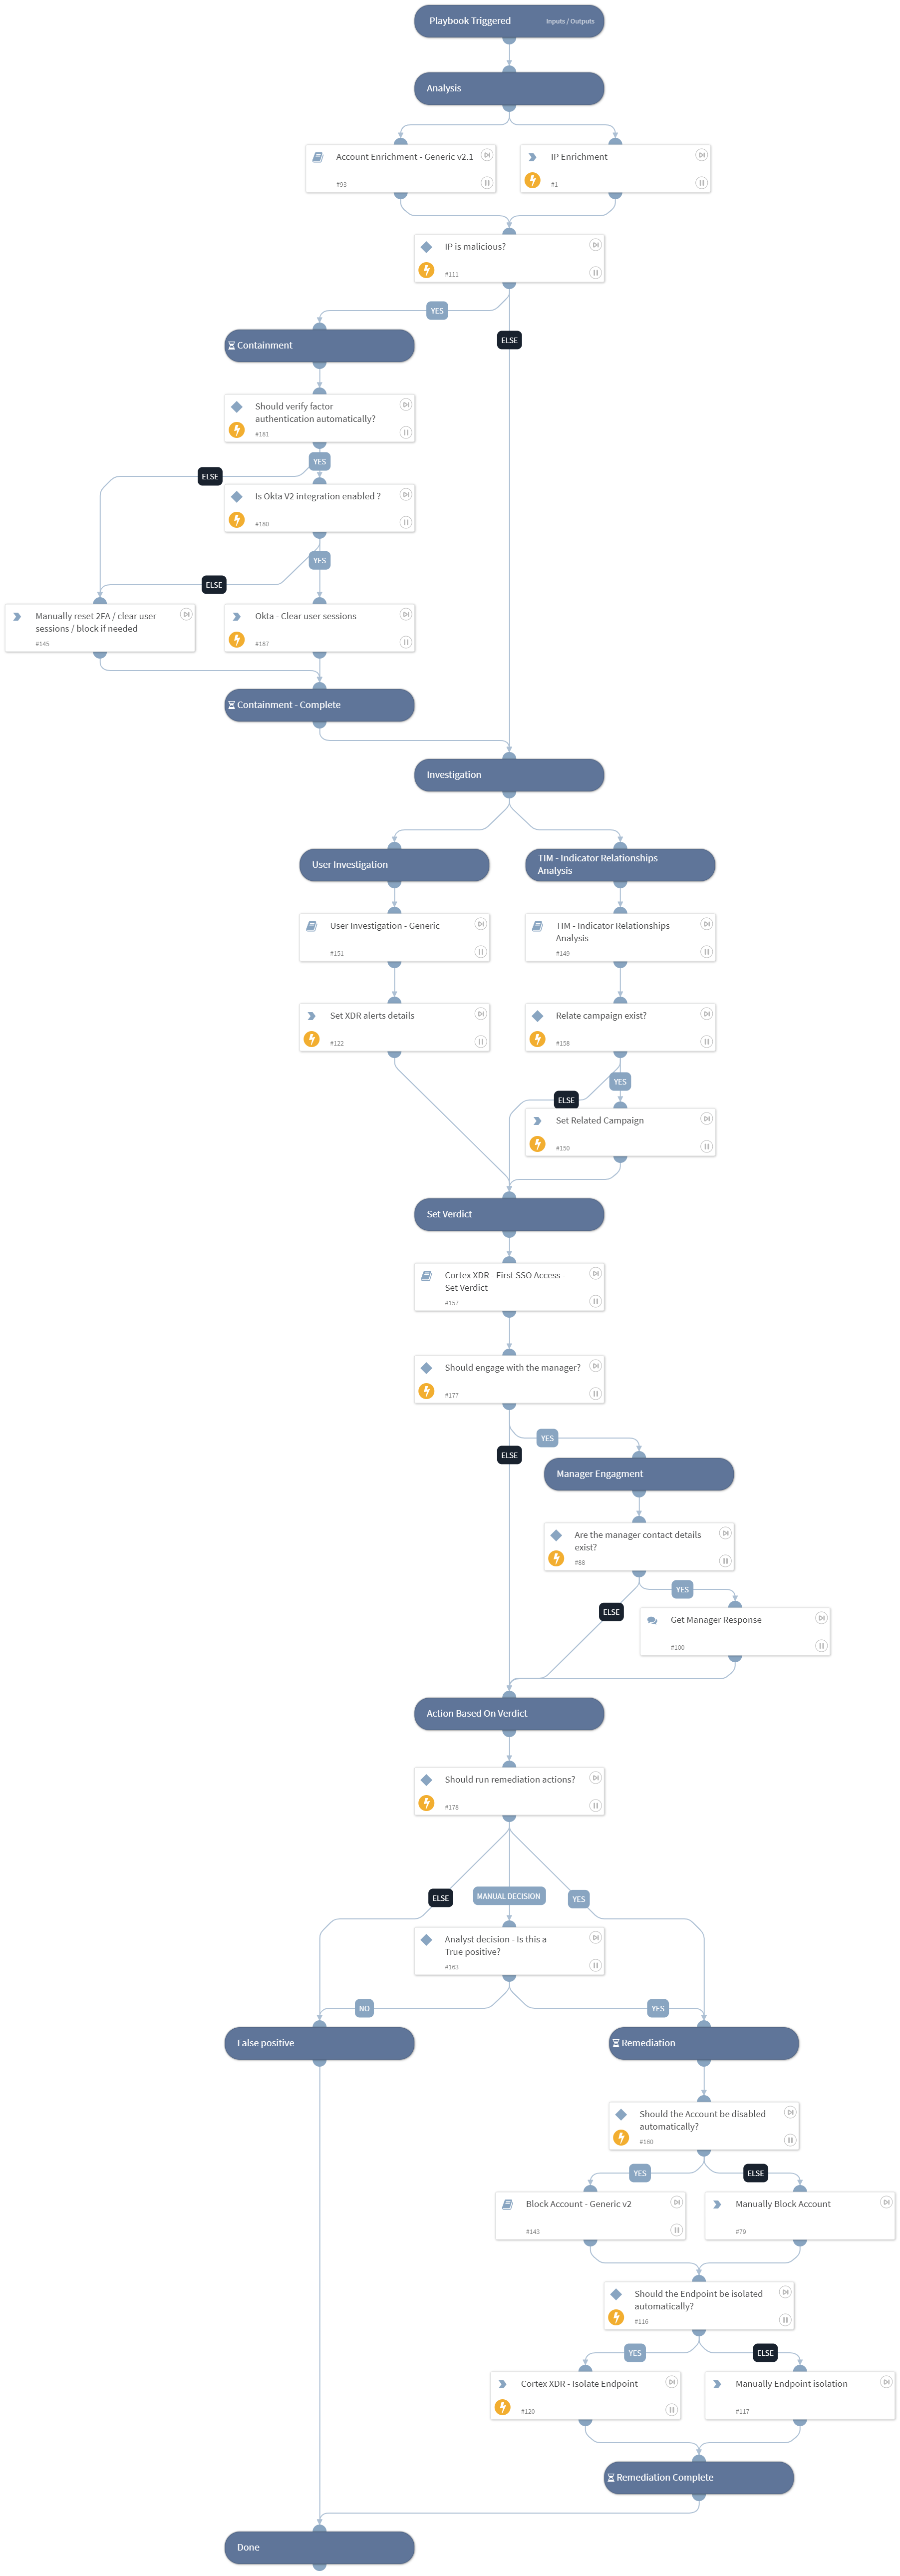 Playbook Triggered
Inputs / Outputs
Analysis
Account Enrichment - Generic v2.1
#93
IP Enrichment
#1
IP is malicious?
#111
YES
ELSE
Containment
Should verify factor
authentication automatically?
#181
YES
ELSE
Is Okta V2 integration enabled ?
#180
YES
ELSE
Manually reset 2FA / clear user
sessions / block if needed
#145
Okta - Clear user sessions
#187
Containment - Complete
Investigation
User Investigation
TIM - Indicator Relationships
Analysis
User Investigation - Generic
#151
TIM - Indicator Relationships
Analysis
#149
Set XDR alerts details
#122
Relate campaign exist?
#158
YES
ELSE
Set Related Campaign
#150
Set Verdict
Cortex XDR - First SSO Access -
Set Verdict
#157
Should engage with the manager?
#177
YES
ELSE
Manager Engagment
Are the manager contact details
exist?
#88
YES
ELSE
Get Manager Response
#100
Action Based On Verdict
Should run remediation actions?
#178
ELSE
MANUAL DECISION
YES
Analyst decision - Is this a
True positive?
#163
NO
YES
False positive
Remediation
Should the Account be disabled
automatically?
#160
YES
ELSE
Block Account - Generic v2
#143
Manually Block Account
#79
Should the Endpoint be isolated
automatically?
#116
YES
ELSE
Cortex XDR - Isolate Endpoint
#120
Manually Endpoint isolation
#117
Remediation Complete
Done